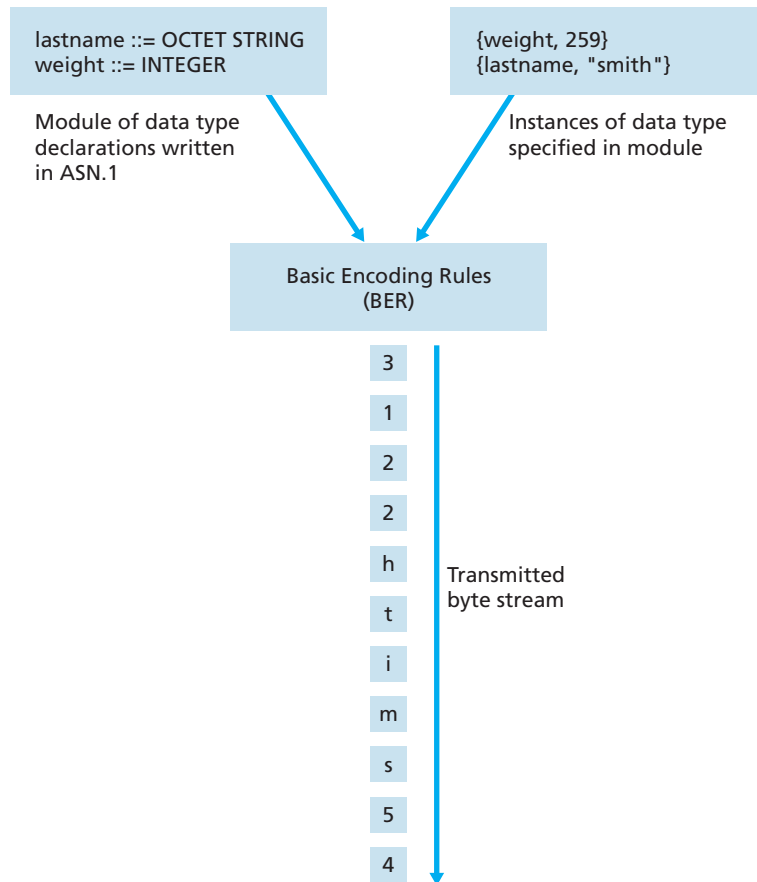 lastname ::= OCTET STRING
weight ::= INTEGER
{weight, 259}
{lastname, "smith"}
Module of data type
declarations written
in ASN.1
Instances of data type
specified in module
Basic Encoding Rules
(BER)
3
1
2
2
h
t
i
m
s
5
4
Transmitted
byte stream